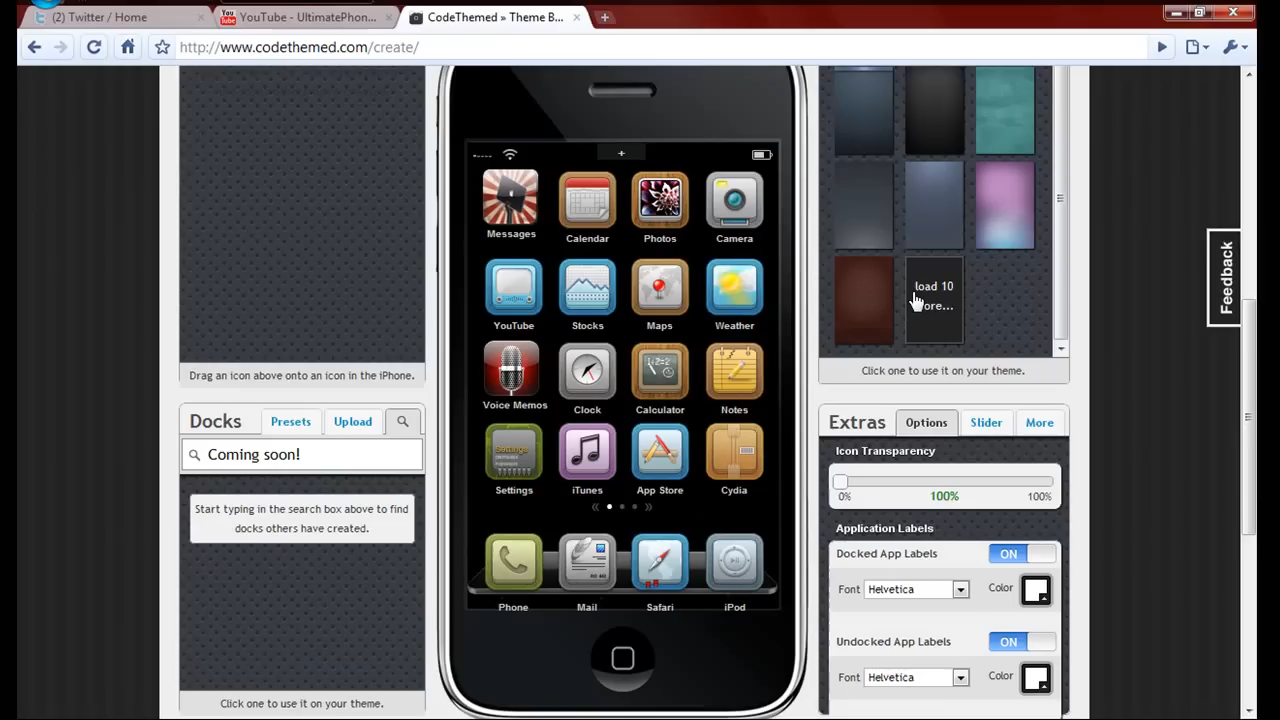 (2) Twitter / Home
YouTube - UltimatePhon...
CodeThemed » Theme B...
http://www.codethemed.com/create/
Messages
Calendar
Photos
Camera
YouTube
Stocks
Maps
Weather
Voice Memos
Clock
Calculator
Notes
Settings
iTunes
App Store
Cydia
Phone
Mail
Safari
iPod
Drag an icon above onto an icon in the iPhone.
Docks
Presets
Upload
Coming soon!
Start typing in the search box above to find
docks others have created.
Click one to use it on your theme.
load 10
ore...
Click one to use it on your theme.
Extras
Options
Slider
More
Icon Transparency
0%
100%
100%
Application Labels
Docked App Labels
ON
Font
Helvetica
Color
Undocked App Labels
ON
Font
Helvetica
Color
Feedback